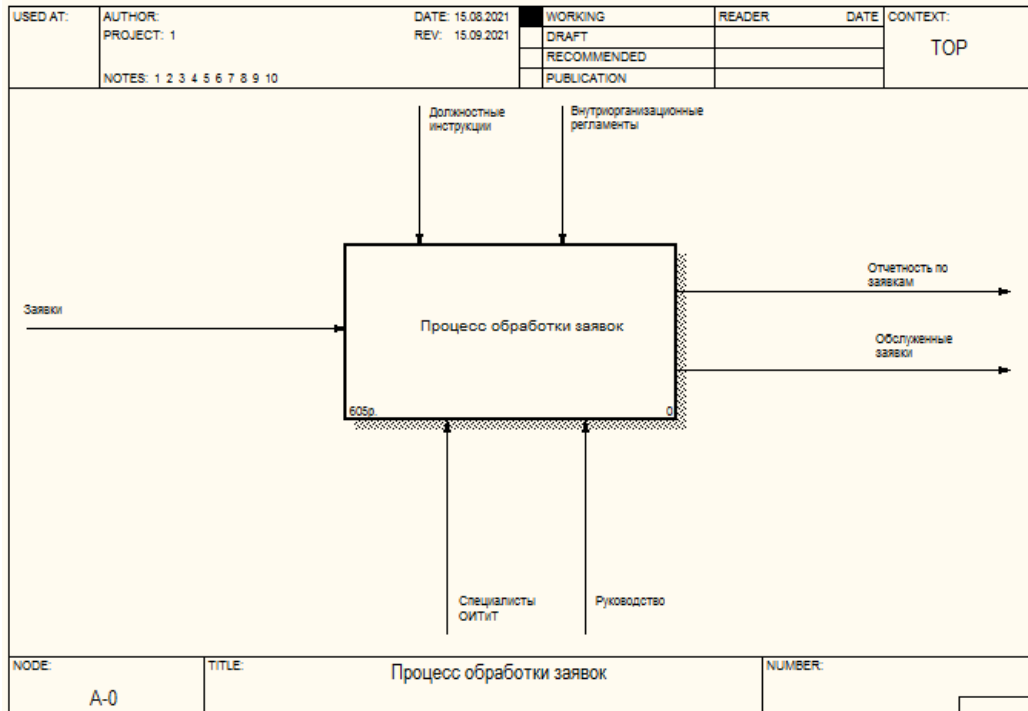 USED AT:
AUTHOR:
DATE: 15.08.2021
WORKING
READER
DATE
CONTEXT:
PROJECT: 1
REV: 15.09.2021
DRAFT
TOP
RECOMMENDED
NOTES: 1 2 3 4 5 6 7 8 9 10
PUBLICATION
Должностные
инструкции
Внутриорганизационные
регламенты
Отчетность по
заявкам
Заявки
Процесс обработки заявок
Обслуженные
заявки
605р.
0
Специалисты
ОИТиТ
Руководство
NODE:
TITLE:
Процесс обработки заявок
NUMBER:
A-0